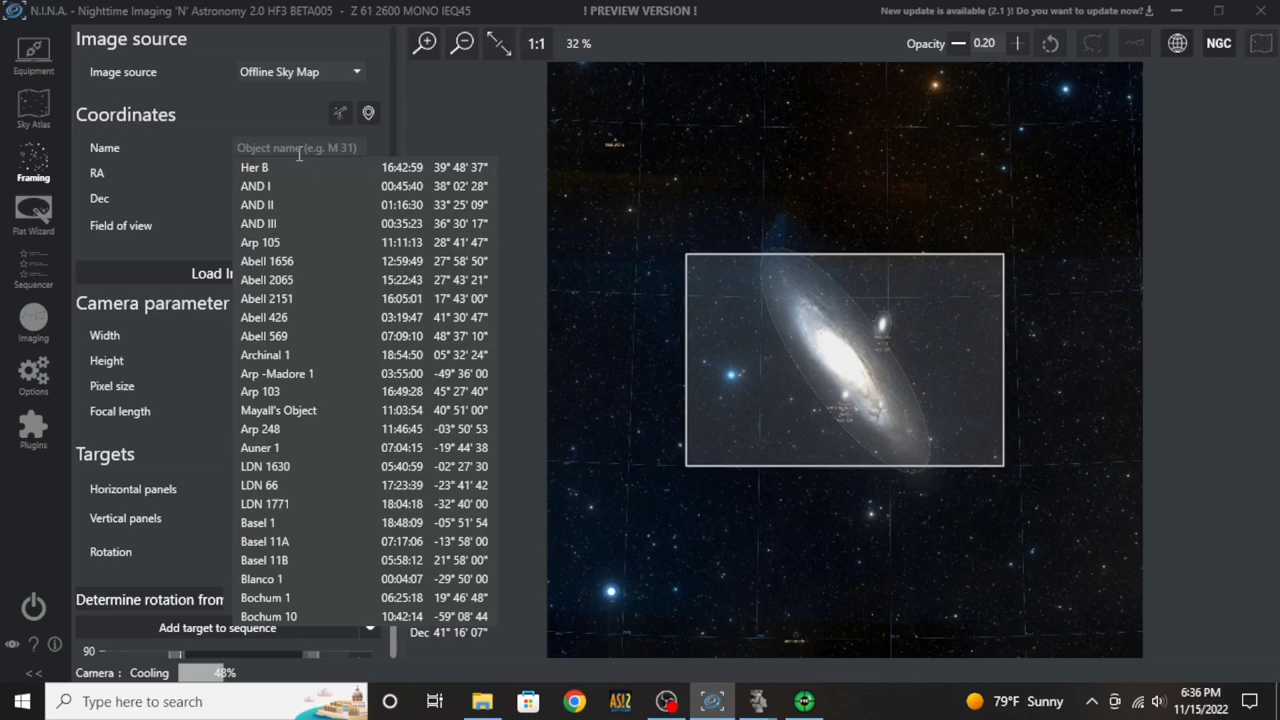 N.I.N.A. - Nighttime Imaging 'N' Astronomy 2.0 HF3 BETA005 - Z 61 2600 MONO IEQ45
! PREVIEW VERSION !
New update is available (2.1 )! Do you want to update now?
Equipment
Sky Atlas
Framing
Flat Wizard
Sequencer
Imaging
Options
Plugins
Image source
Image source Offline Sky Map
1:1 32 %
Opacity 0.20
NGC
Coordinates
Name Object name (e.g. M 31)
RA
Dec
Field of view
Load I
Camera parameter
Width
Height
Pixel size
Focal length
Targets
Horizontal panels
Vertical panels
Rotation
Determine rotation from
Add target to sequence
90
Her B 16:42:59 39° 48' 37"
AND I 00:45:40 38° 02' 28"
AND II 01:16:30 33° 25' 09"
AND III 00:35:23 36° 30' 17"
Arp 105 11:11:13 28° 41' 47"
Abell 1656 12:59:49 27° 58' 50"
Abell 2065 15:22:43 27° 43' 21"
Abell 2151 16:05:01 17° 43' 00"
Abell 426 03:19:47 41° 30' 47"
Abell 569 07:09:10 48° 37' 10"
Archinal 1 18:54:50 05° 32' 24"
Arp -Madore 1 03:55:00 -49° 36' 00
Arp 103 16:49:28 45° 27' 40"
Mayall's Object 11:03:54 40° 51' 00"
Arp 248 11:46:45 -03° 50' 53
Auner 1 07:04:15 -19° 44' 38
LDN 1630 05:40:59 -02° 27' 30
LDN 66 17:23:39 -23° 41' 42
LDN 1771 18:04:18 -32° 40' 00
Basel 1 18:48:09 -05° 51' 54
Basel 11A 07:17:06 -13° 58' 00
Basel 11B 05:58:12 21° 58' 00"
Blanco 1 00:04:07 -29° 50' 00
Bochum 1 06:25:18 19° 46' 48"
Bochum 10 10:42:14 -59° 08' 44
Dec 41° 16' 07"
<< Camera : Cooling 48%
Type here to search
ASI2
79°F Sunny
6:36 PM
11/15/2022